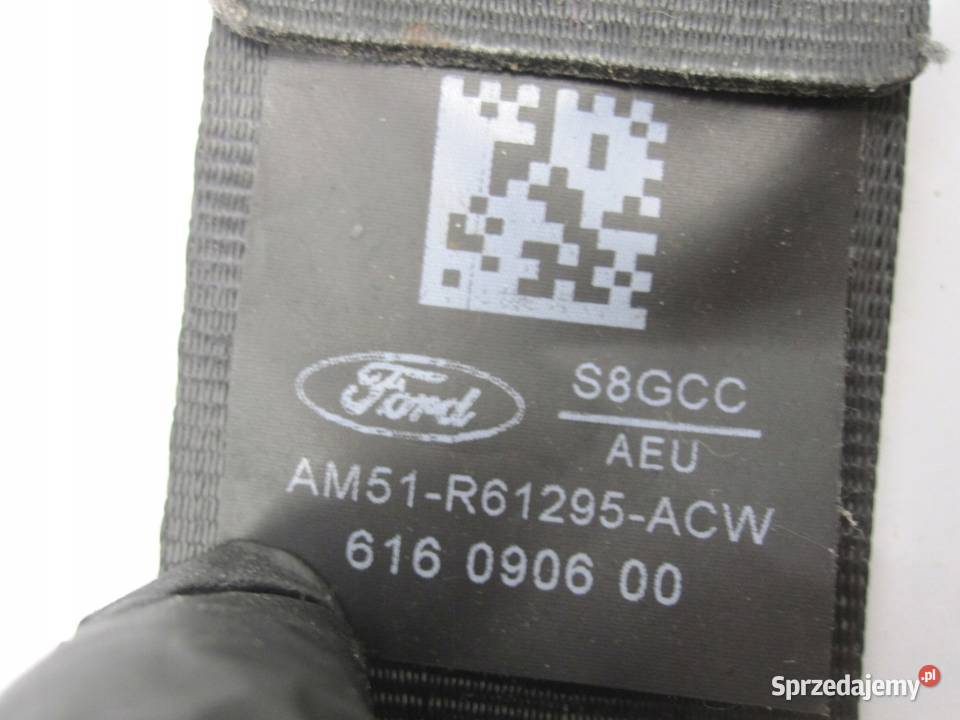 Ford
S8GCC
AEU
AM51-R61295-ACW
616 0906 00
Sprzedajemy.pl